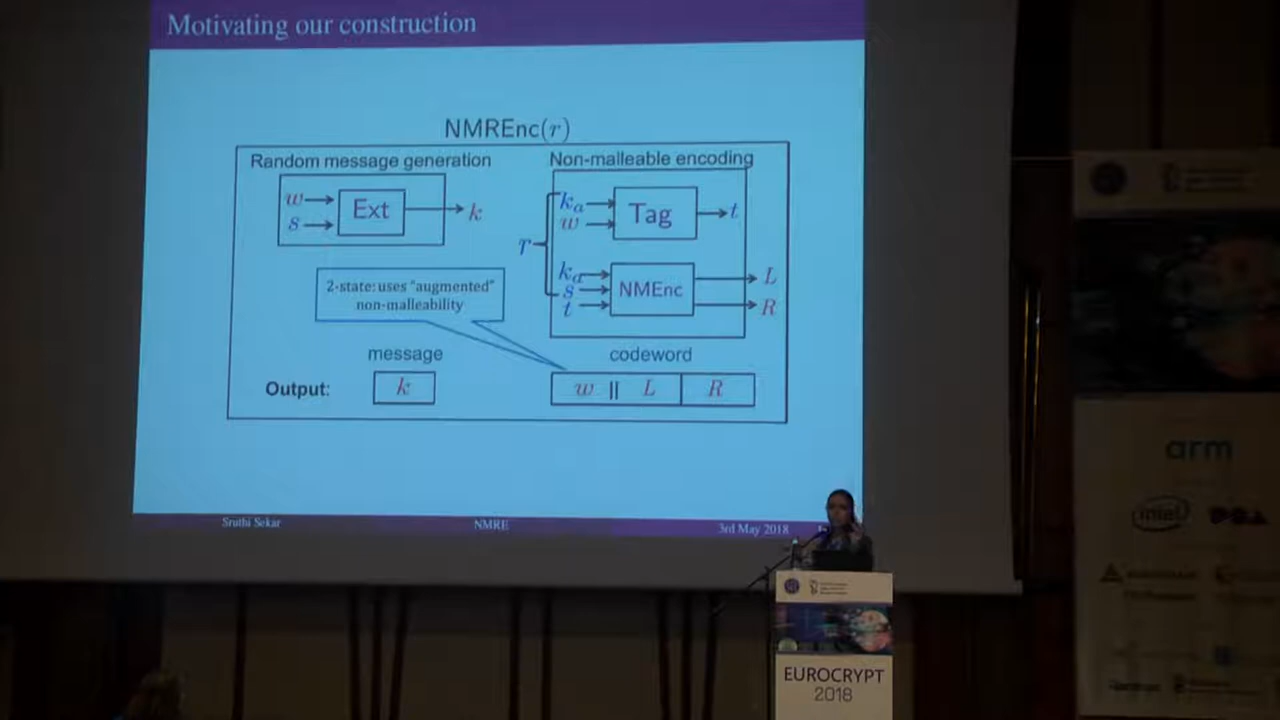 Motivating our construction
NMREnc(r)
Random message generation
Non-malleable encoding
w
s
Ext
k
r
k_a
w
Tag
t
k_a
s
t
NMEnc
L
R
2-state: uses "augmented"
non-malleability
message
codeword
Output:
k
w || L
R
Sruthi Sekar
NMRE
3rd May 2018
arm
intel
EUROCRYPT
2018